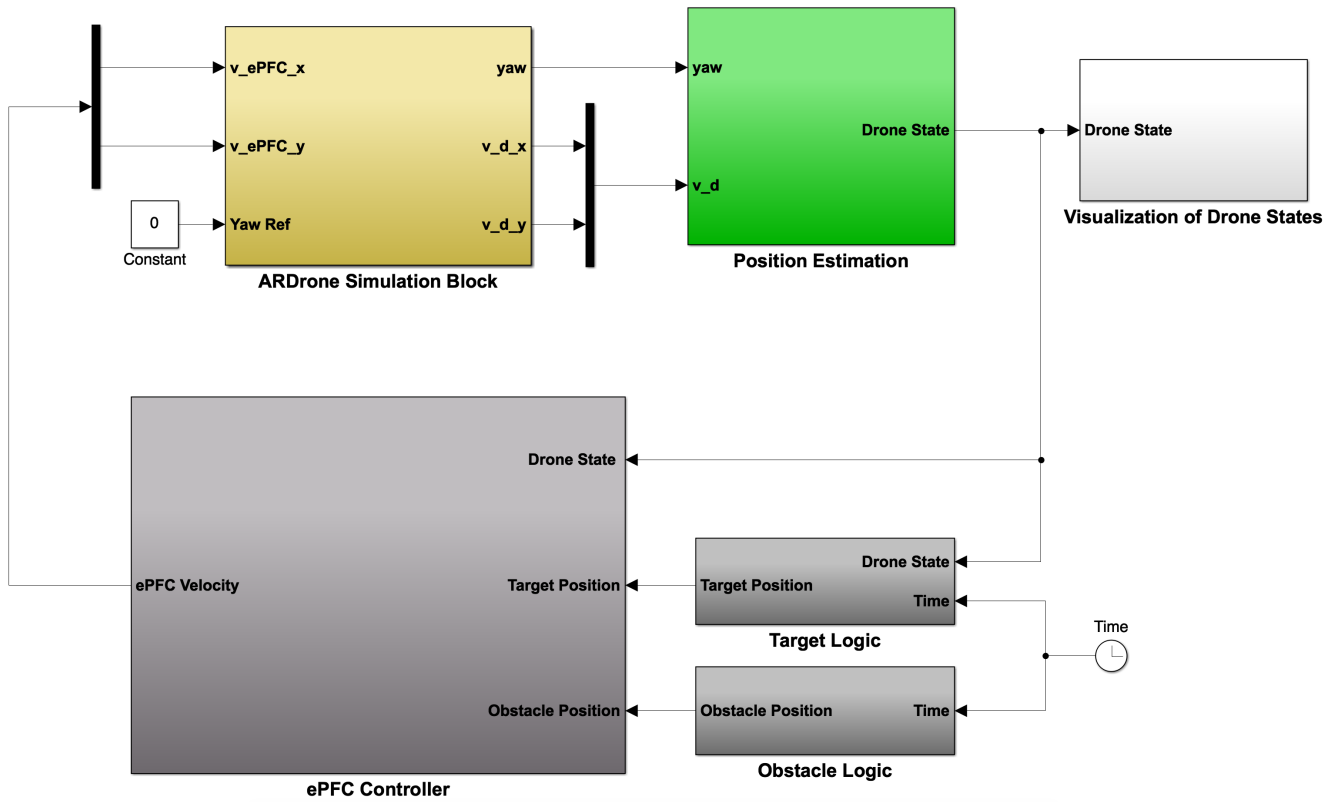 v_ePFC_x
yaw
v_ePFC_y
v_d_x
0
Yaw Ref
v_d_y
Constant
ARDrone Simulation Block
yaw
Drone State
v_d
Position Estimation
Drone State
Visualization of Drone States
Drone State
ePFC Velocity
Target Position
Obstacle Position
ePFC Controller
Drone State
Target Position
Time
Target Logic
Time
Obstacle Position
Time
Obstacle Logic